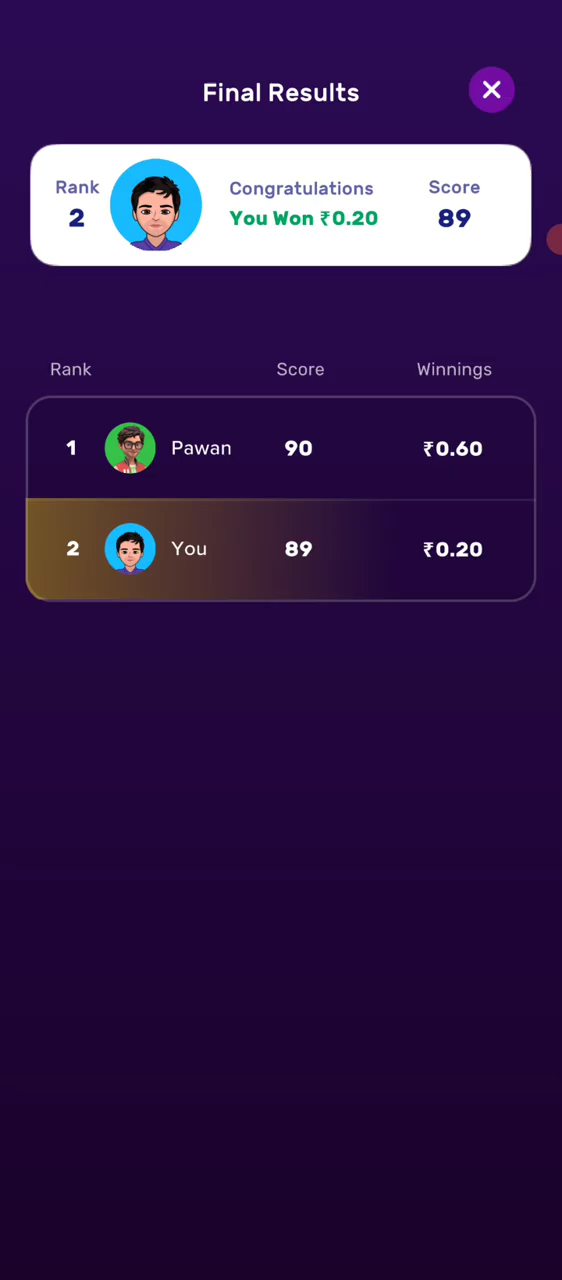 Final Results
Rank Congratulations Score
2 You Won ₹0.20 89
Rank Score Winnings
1 Pawan 90 ₹0.60
2 You 89 ₹0.20